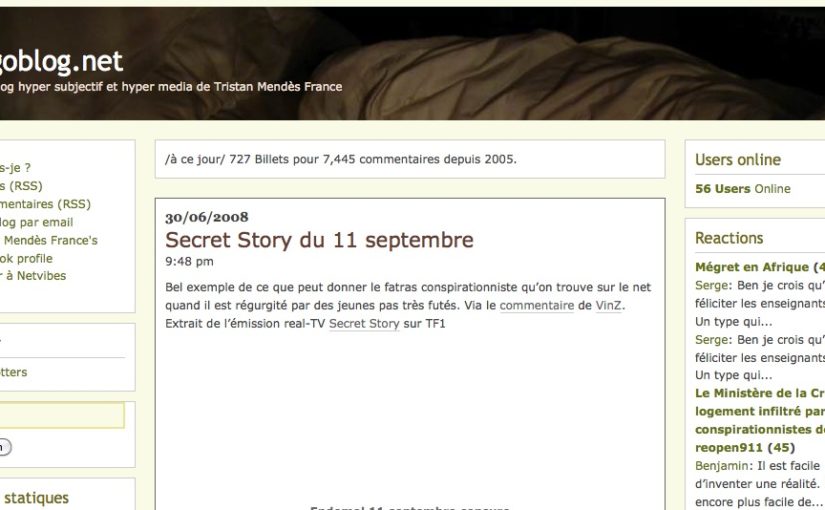 goblog.net
og hyper subjectif et hyper media de Tristan Mendès France
s-je ?
s (RSS)
mentaires (RSS)
log par email
Mendès France's
ok profile
r à Netvibes
tters
statiques
/à ce jour/ 727 Billets pour 7,445 commentaires depuis 2005.
30/06/2008
Secret Story du 11 septembre
9:48 pm
Bel exemple de ce que peut donner le fatras conspirationniste qu’on trouve sur le net
quand il est régurgité par des jeunes pas très futés. Via le commentaire de VinZ.
Extrait de l’émission real-TV Secret Story sur TF1
Users online
56 Users Online
Reactions
Mégret en Afrique (4
Serge: Ben je crois qu’
féliciter les enseignants
Un type qui...
Serge: Ben je crois qu’
féliciter les enseignants
Un type qui...
Le Ministère de la Cr
logement infiltré par
conspirationnistes de
reopen911 (45)
Benjamin: Il est facile
d’inventer une réalité.
encore plus facile de...